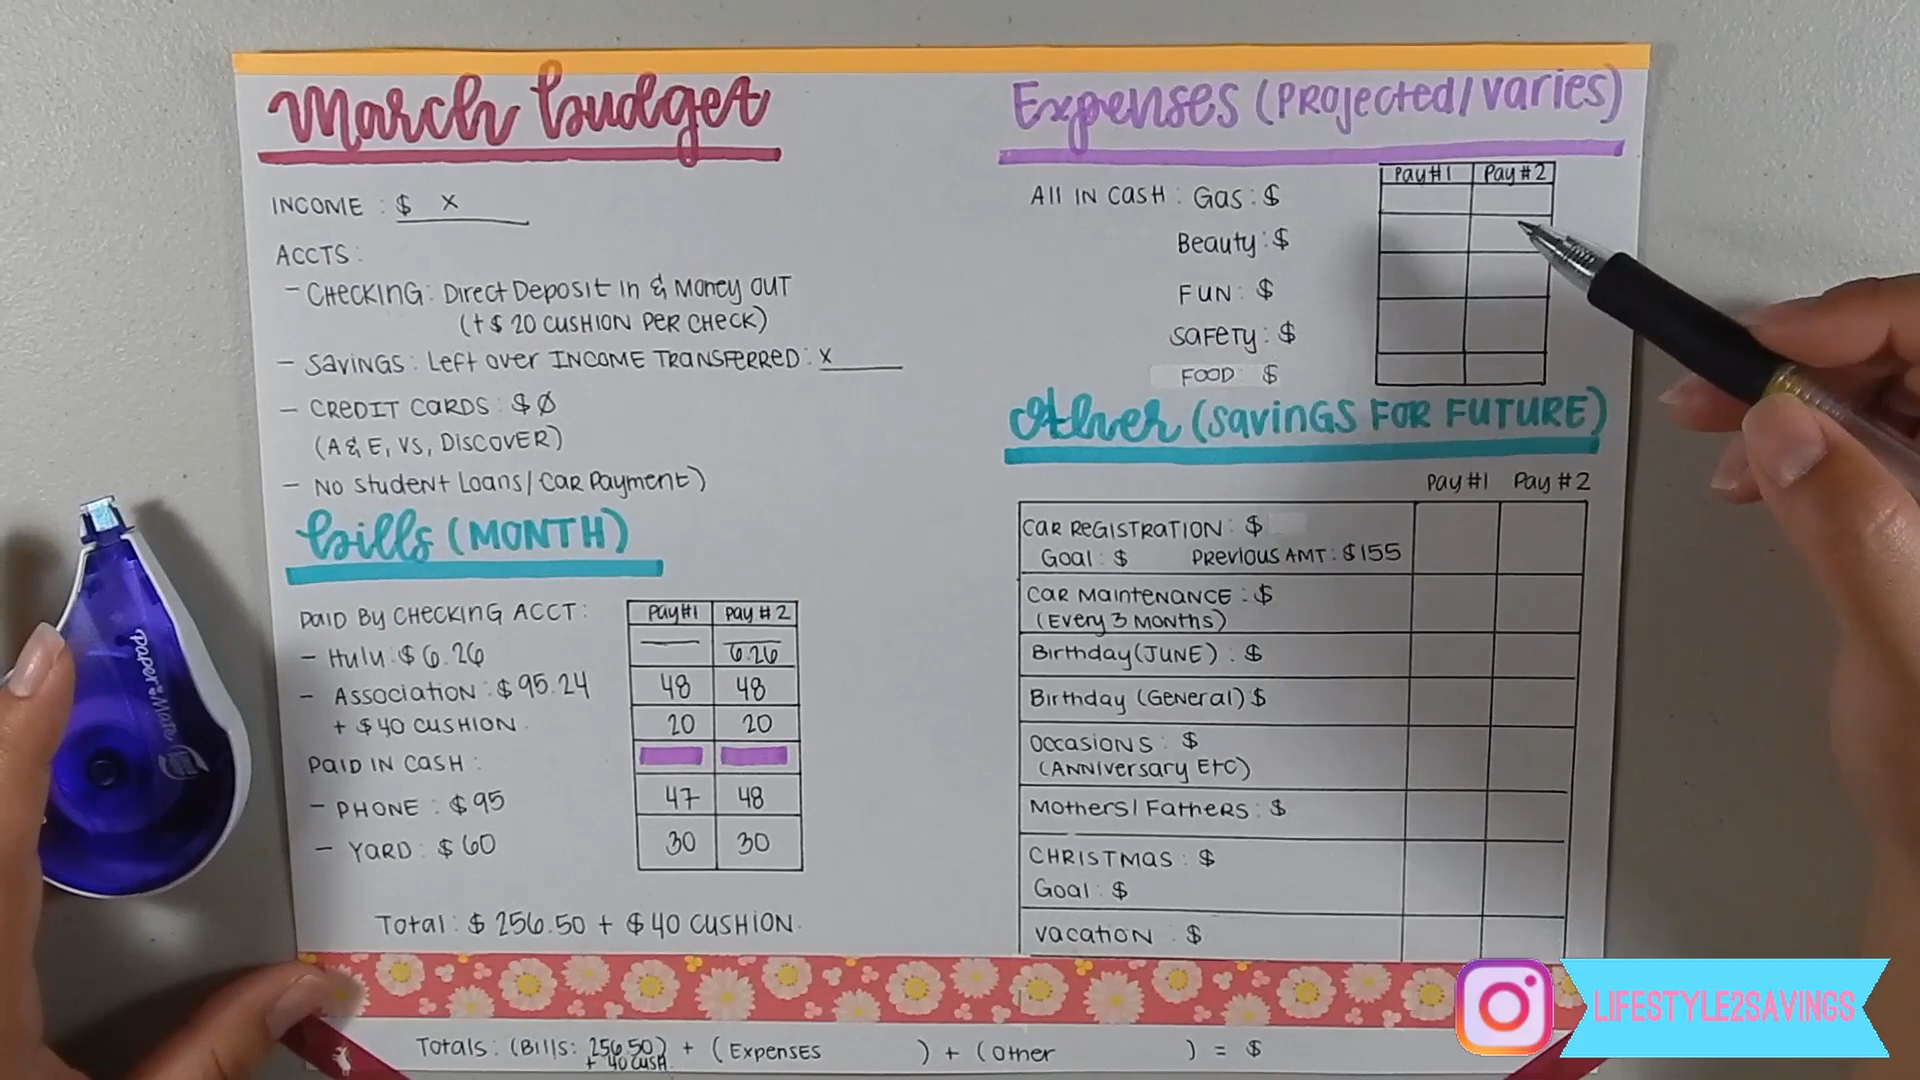 March budget
INCOME : $ x
ACCTS :
- CHECKING : Direct Deposit in & Money OUT
(+ $ 20 CUSHION PER CHECK)
- SAVINGS : Left over INCOME TRANSFERRED : x
- CREDIT CARDS : $ Ø
(A & E, VS, DISCOVER)
- NO Student Loans/Car Payment)
bills (MONTH)
PAID BY CHECKING ACCT :
Pay #1 Pay #2
- Hulu : $ 6.26
— 6.26
- ASSOCIATION : $ 95.24
48 48
+ $ 40 CUSHION
20 20
PAID IN CASH :
- PHONE : $ 95
47 48
- YARD : $ 60
30 30
Total : $ 256.50 + $ 40 CUSHION.
Expenses (Projected/varies)
Pay #1 Pay #2
All IN CASH : Gas : $
Beauty : $
FUN : $
Safety : $
FOOD : $
Other (Savings FOR FUTURE)
Pay #1 Pay #2
CAR REGISTRATION : $
Goal : $ Previous AMT : $155
CAR MAINTENANCE : $
(Every 3 MONTHS)
Birthday (JUNE) : $
Birthday (General) $
OCCASIONS : $
(ANNiversary EtC)
Mothers/ Fathers : $
CHRISTMAS : $
Goal : $
Vacation : $
Totals : (Bills : 256.50) + (Expenses ) + (Other ) = $
+ 40 CUSH.
Paper Mate
LIFESTYLE2SAVINGS